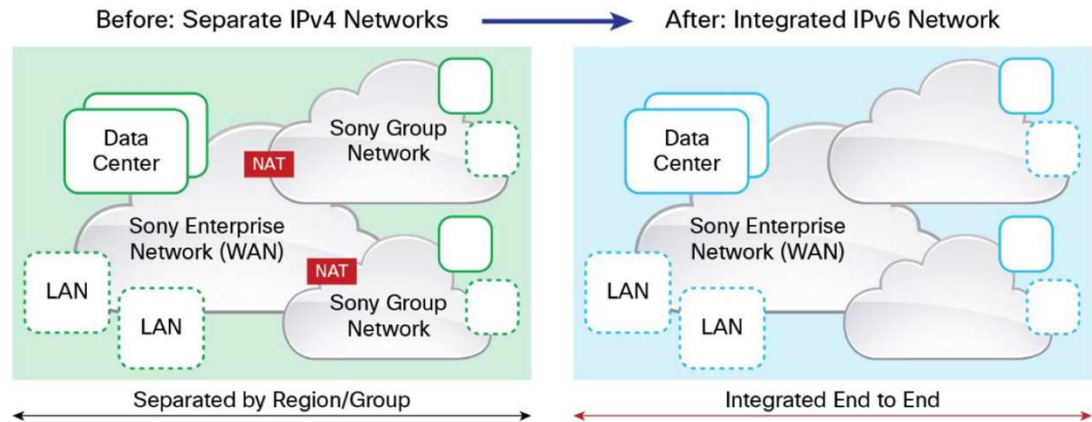 Before: Separate IPv4 Networks
After: Integrated IPv6 Network
Data
Center
Sony Group
Network
NAT
Sony Enterprise
Network (WAN)
NAT
LAN
LAN
Sony Group
Network
Separated by Region/Group
Data
Center
Sony Enterprise
Network (WAN)
LAN
LAN
Integrated End to End